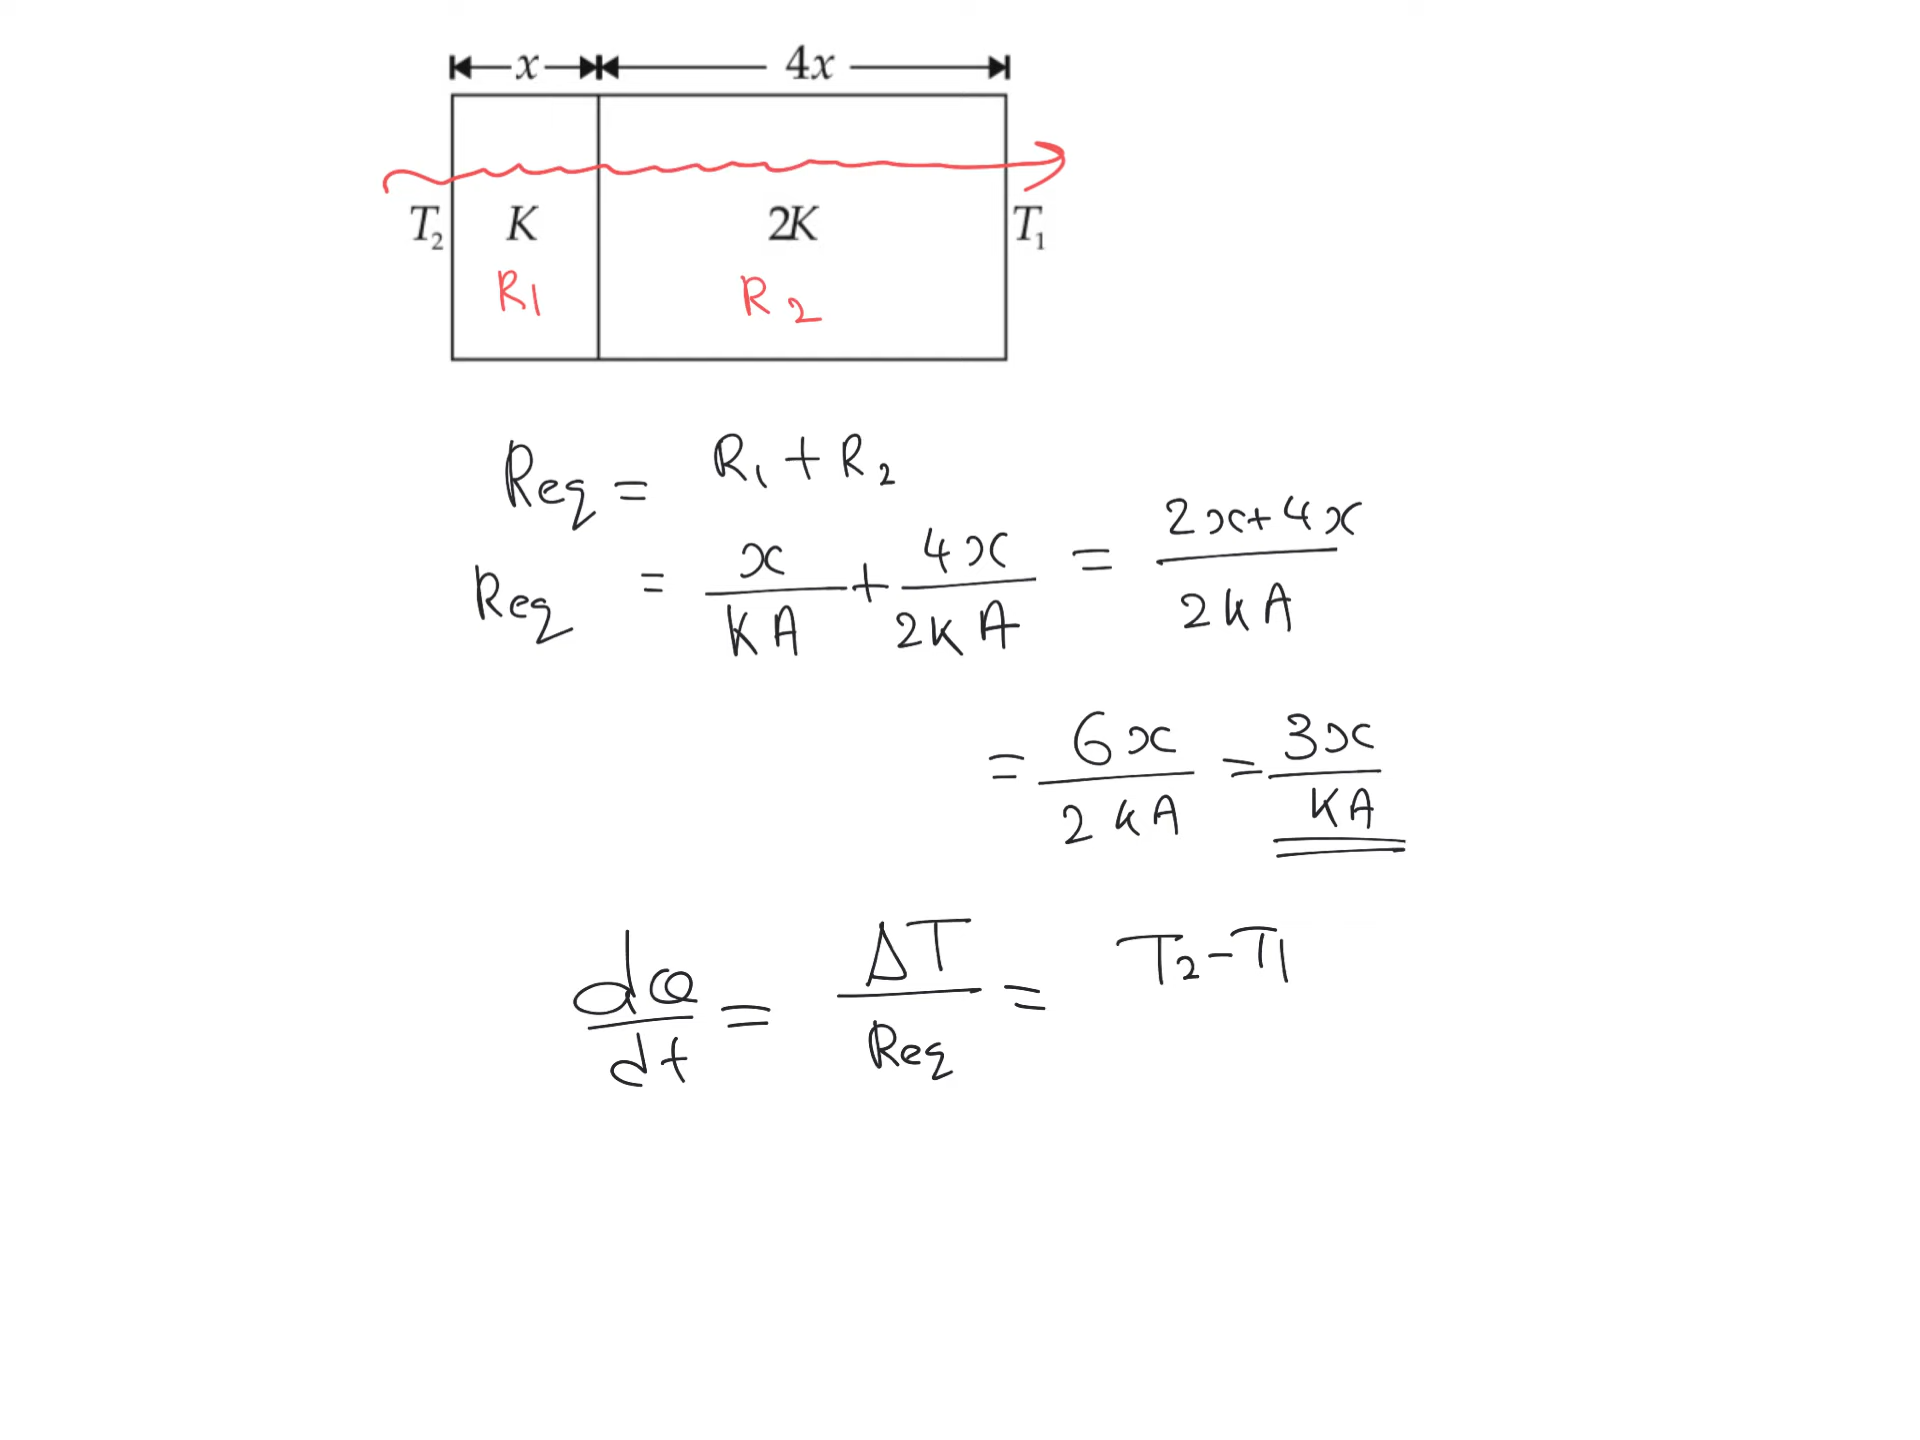 x 4x
T₂ K 2K T₁
R₁ R₂
Req = R₁ + R₂
Req = x/KA + 4x/2KA = 2x+4x/2KA
= 6x/2KA = 3x/KA
dQ/dt = ΔT/Req = T₂-T₁